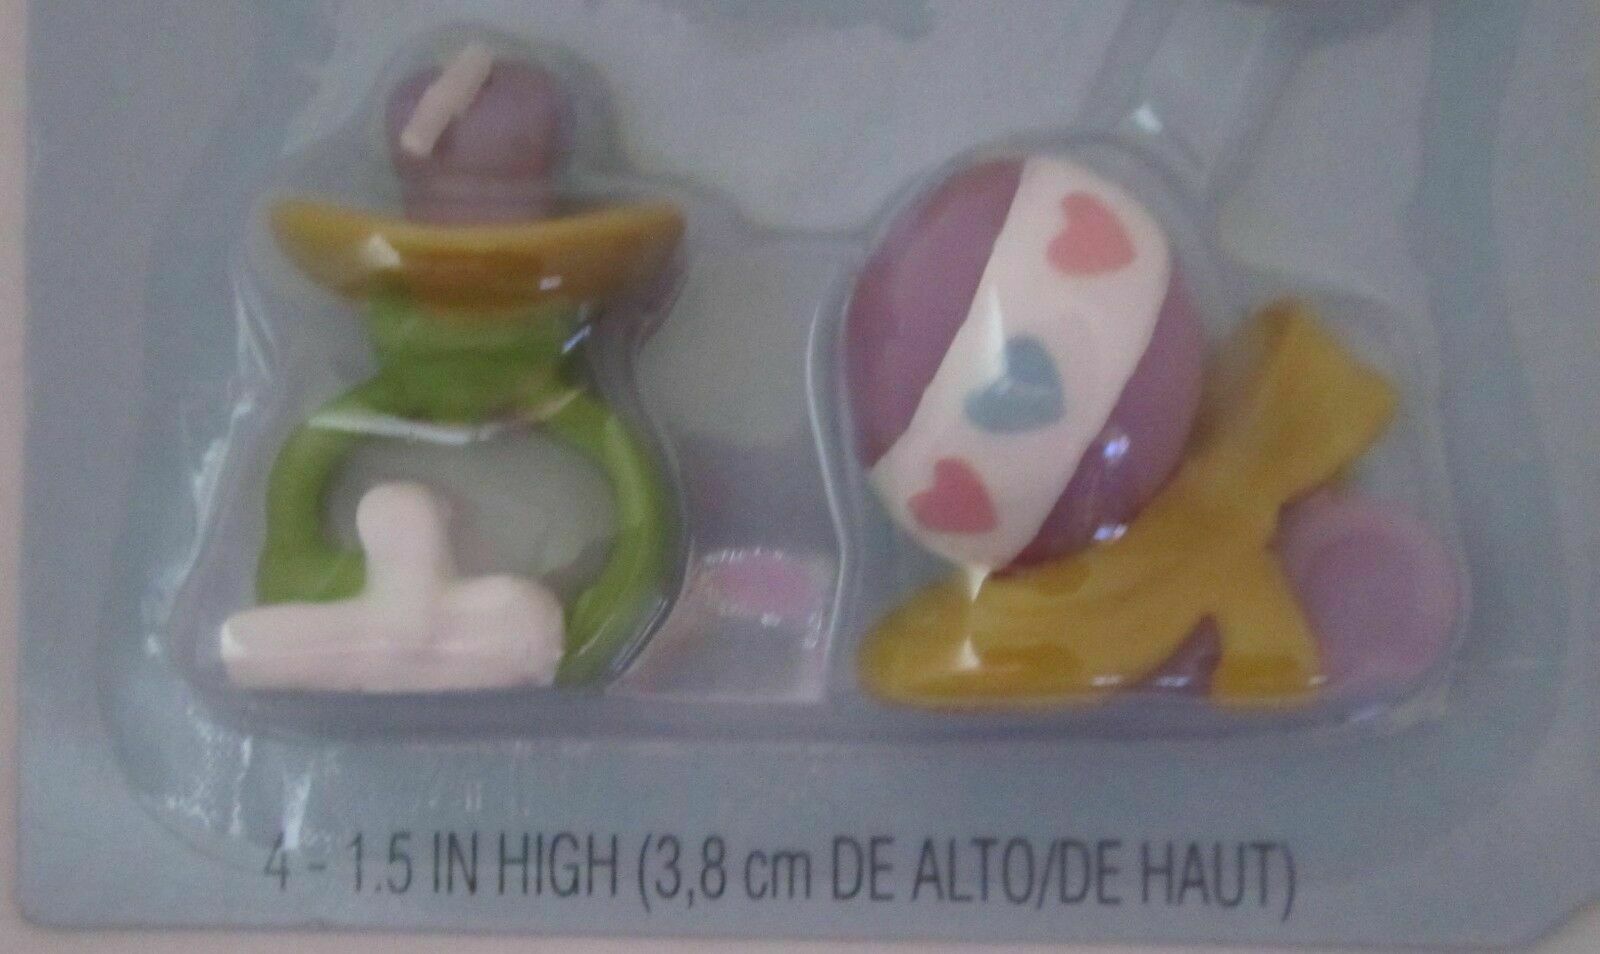 4 - 1.5 IN HIGH (3,8 cm DE ALTO/DE HAUT)